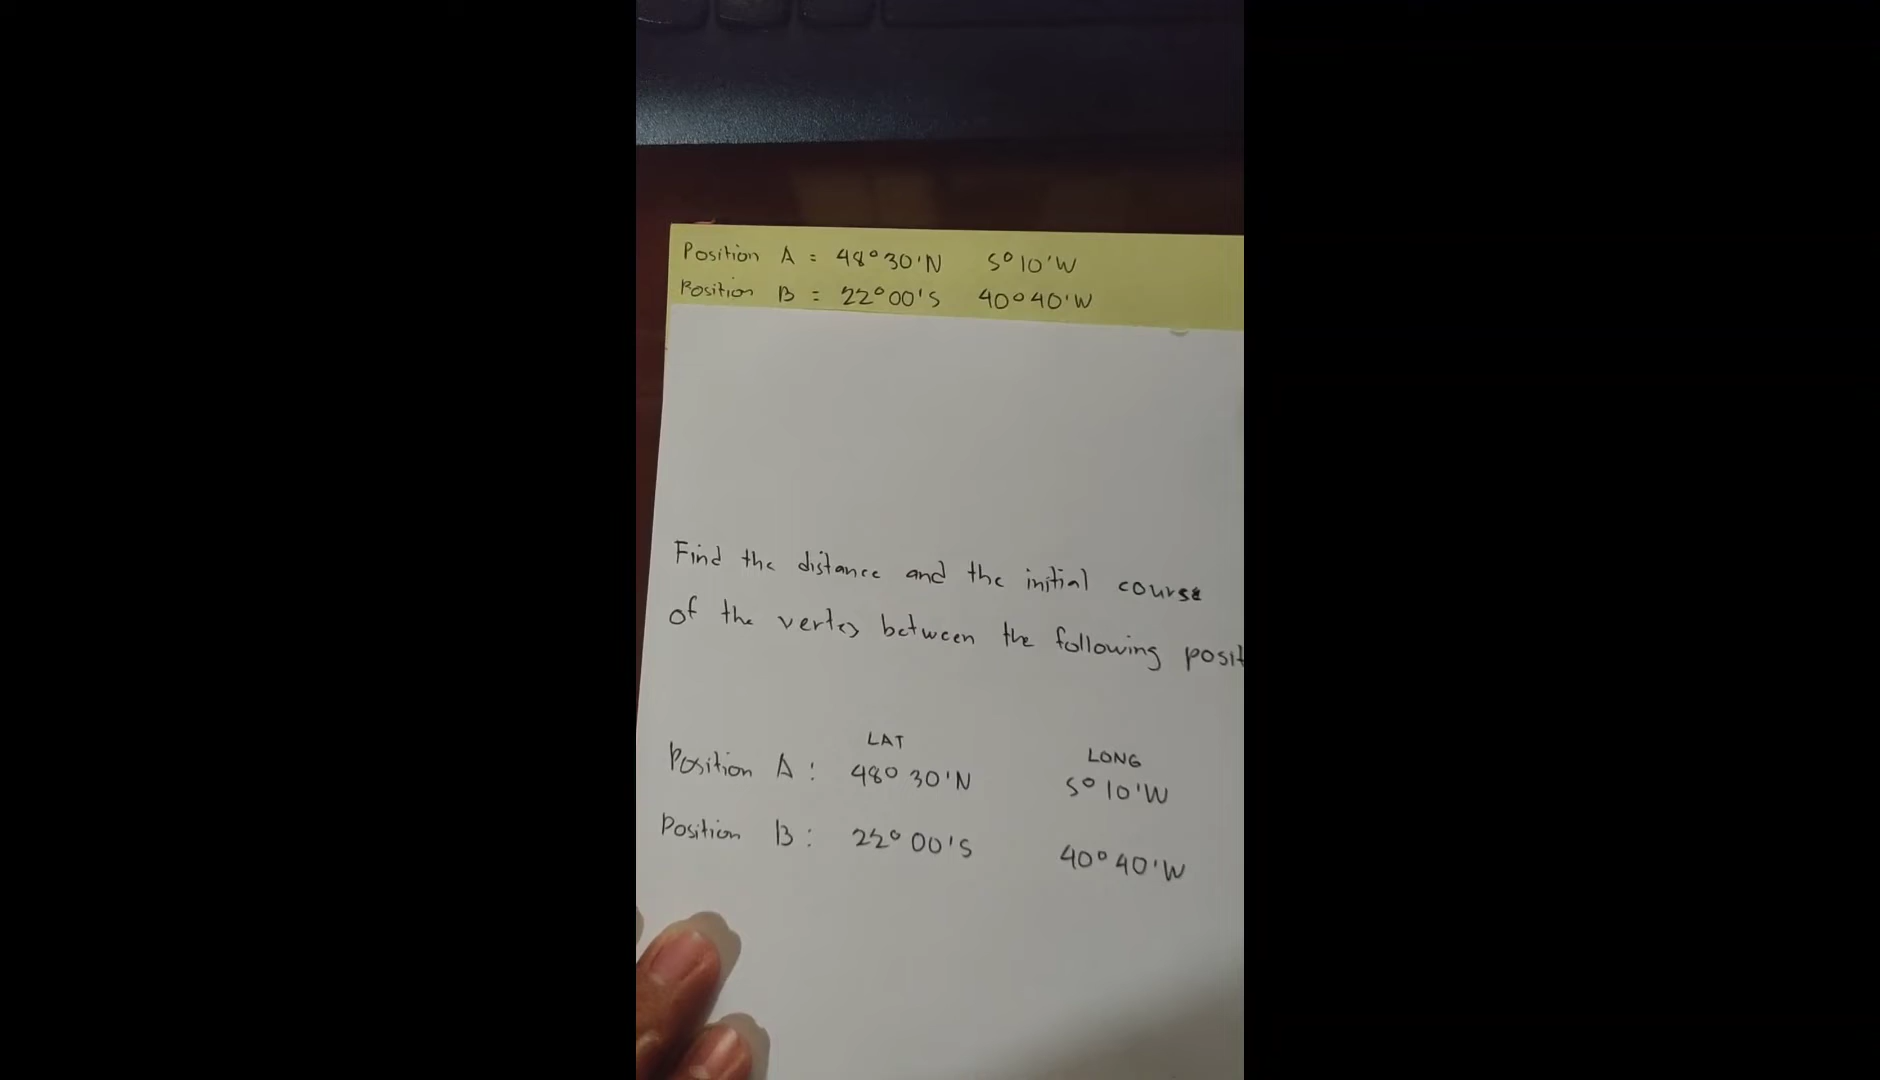 Position A = 48°30'N 5°10'W
Position B = 22°00'S 40°40'W
Find the distance and the initial course
of the vertex between the following posit
LAT LONG
Position A : 48° 30'N 5° 10'W
Position B : 22° 00'S 40° 40'W